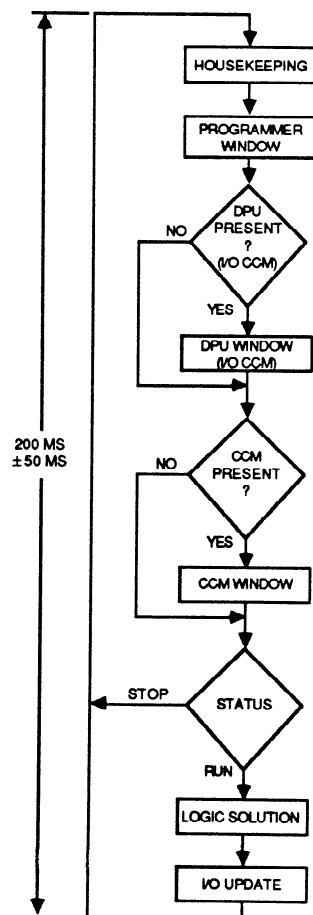 HOUSEKEEPING
PROGRAMMER
WINDOW
DPU
PRESENT
?
(I/O CCM)
NO
YES
DPU WINDOW
(I/O CCM)
200 MS
±50 MS
CCM
PRESENT
?
NO
YES
CCM WINDOW
STATUS
STOP
RUN
LOGIC SOLUTION
I/O UPDATE